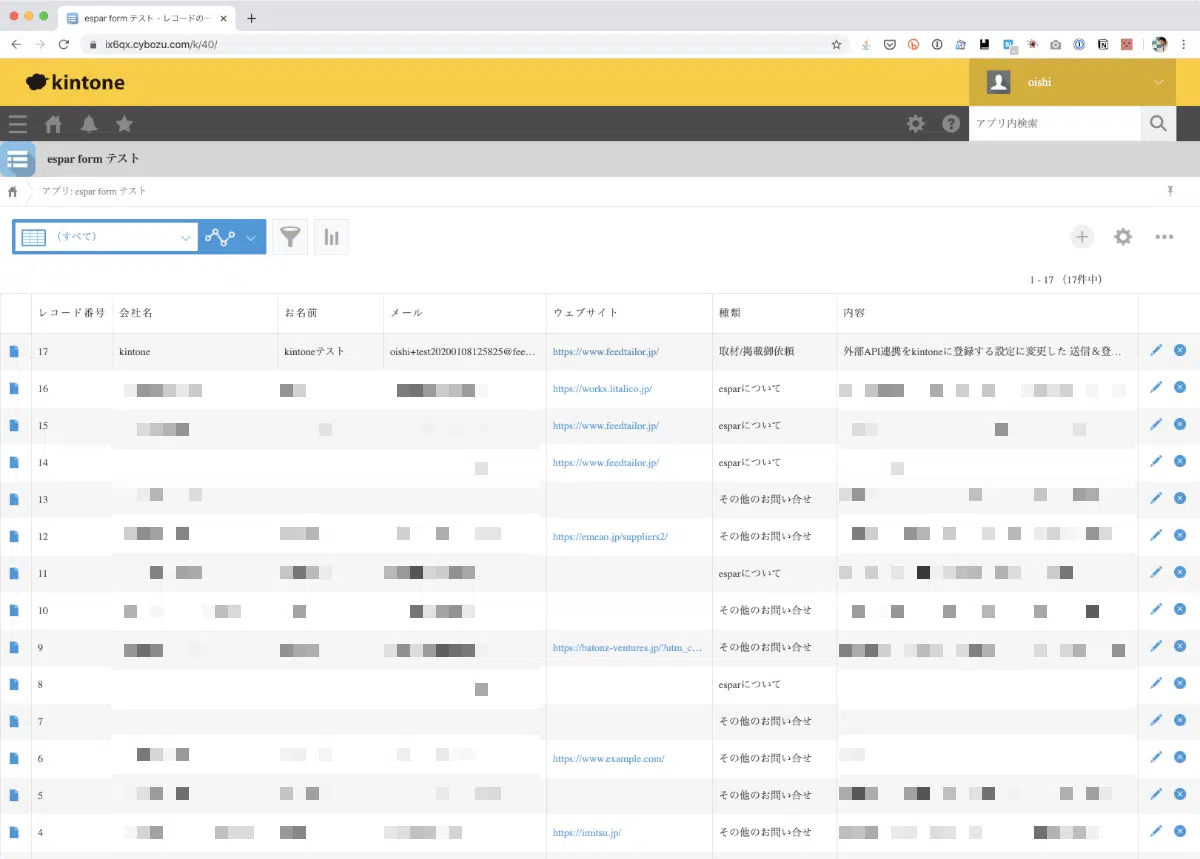 espar form テスト - レコードの一
ix6qx.cybozu.com/k/40/
kintone
oishi
アプリ内検索
espar form テスト
アプリ: espar form テスト
(すべて)
1 - 17 (17件中)
レコード番号 会社名 お名前 メール ウェブサイト 種類 内容
17 kintone kintoneテスト oishi+test20200108125825@fee... https://www.feedtailor.jp/ 取材/掲載御依頼 外部API連携をkintoneに登録する設定に変更した 送信＆登...
16 https://works.litalico.jp/ esparについて
15 https://www.feedtailor.jp/ esparについて
14 https://www.feedtailor.jp/ esparについて
13 その他のお問い合せ
12 https://emeao.jp/suppliers2/ その他のお問い合せ
11 esparについて
10 その他のお問い合せ
9 https://batonz-ventures.jp/?utm_c... その他のお問い合せ
8 esparについて
7 その他のお問い合せ
6 https://www.example.com/ その他のお問い合せ
5 その他のお問い合せ
4 https://imitsu.jp/ その他のお問い合せ